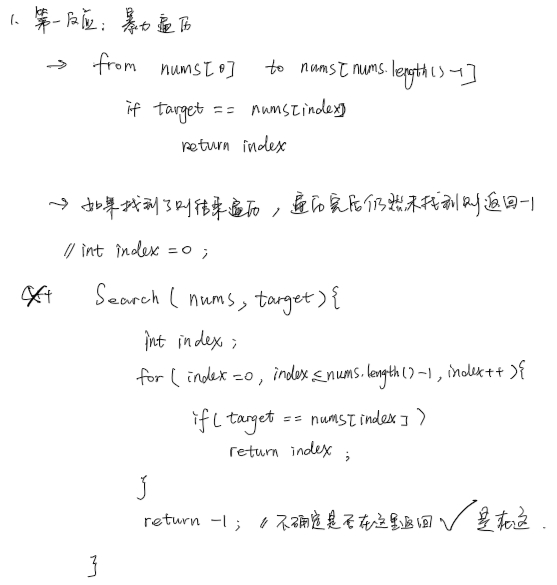 1. 第一反应：暴力遍历
→ from nums[0] to nums[nums.length()-1]
if target == nums[index]
return index
→ 如果找到了则结束遍历，遍历完后仍然未找到则返回-1
// int index = 0;
Search ( nums, target ) {
int index;
for ( index = 0, index ≤ nums.length()-1, index++ ) {
if ( target == nums[index] )
return index ;
}
return -1; // 不确定是否在这里返回 ✓ 是在这.
}